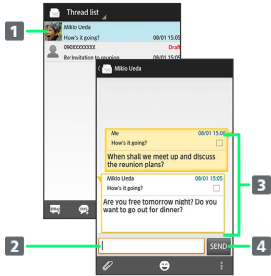 Thread list
1
Mikio Ueda
How's it going?
08/01 15:05
090XXXXXXXX
Draft
Re:Invitation to reunion
08/01 15:05
Mikio Ueda
Me
08/01 15:05
How's it going?
When shall we meet up and discuss
the reunion plans?
Mikio Ueda
08/01 15:05
How's it going?
3
Are you free tomorrow night? Do you
want to go out for dinner?
2
SEND
4